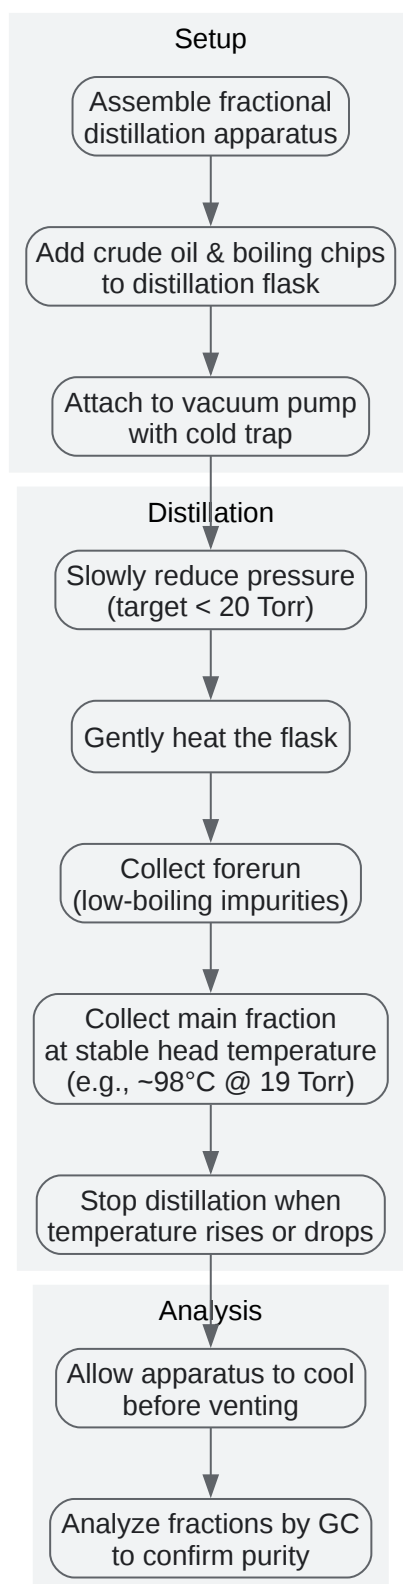 Setup
Assemble fractional
distillation apparatus
Add crude oil & boiling chips
to distillation flask
Attach to vacuum pump
with cold trap
Distillation
Slowly reduce pressure
(target < 20 Torr)
Gently heat the flask
Collect forerun
(low-boiling impurities)
Collect main fraction
at stable head temperature
(e.g., ~98°C @ 19 Torr)
Stop distillation when
temperature rises or drops
Analysis
Allow apparatus to cool
before venting
Analyze fractions by GC
to confirm purity